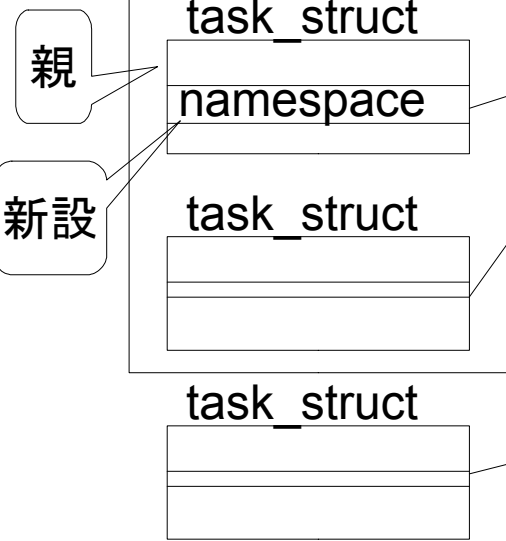 task_struct
親
namespace
新設
task_struct
task_struct